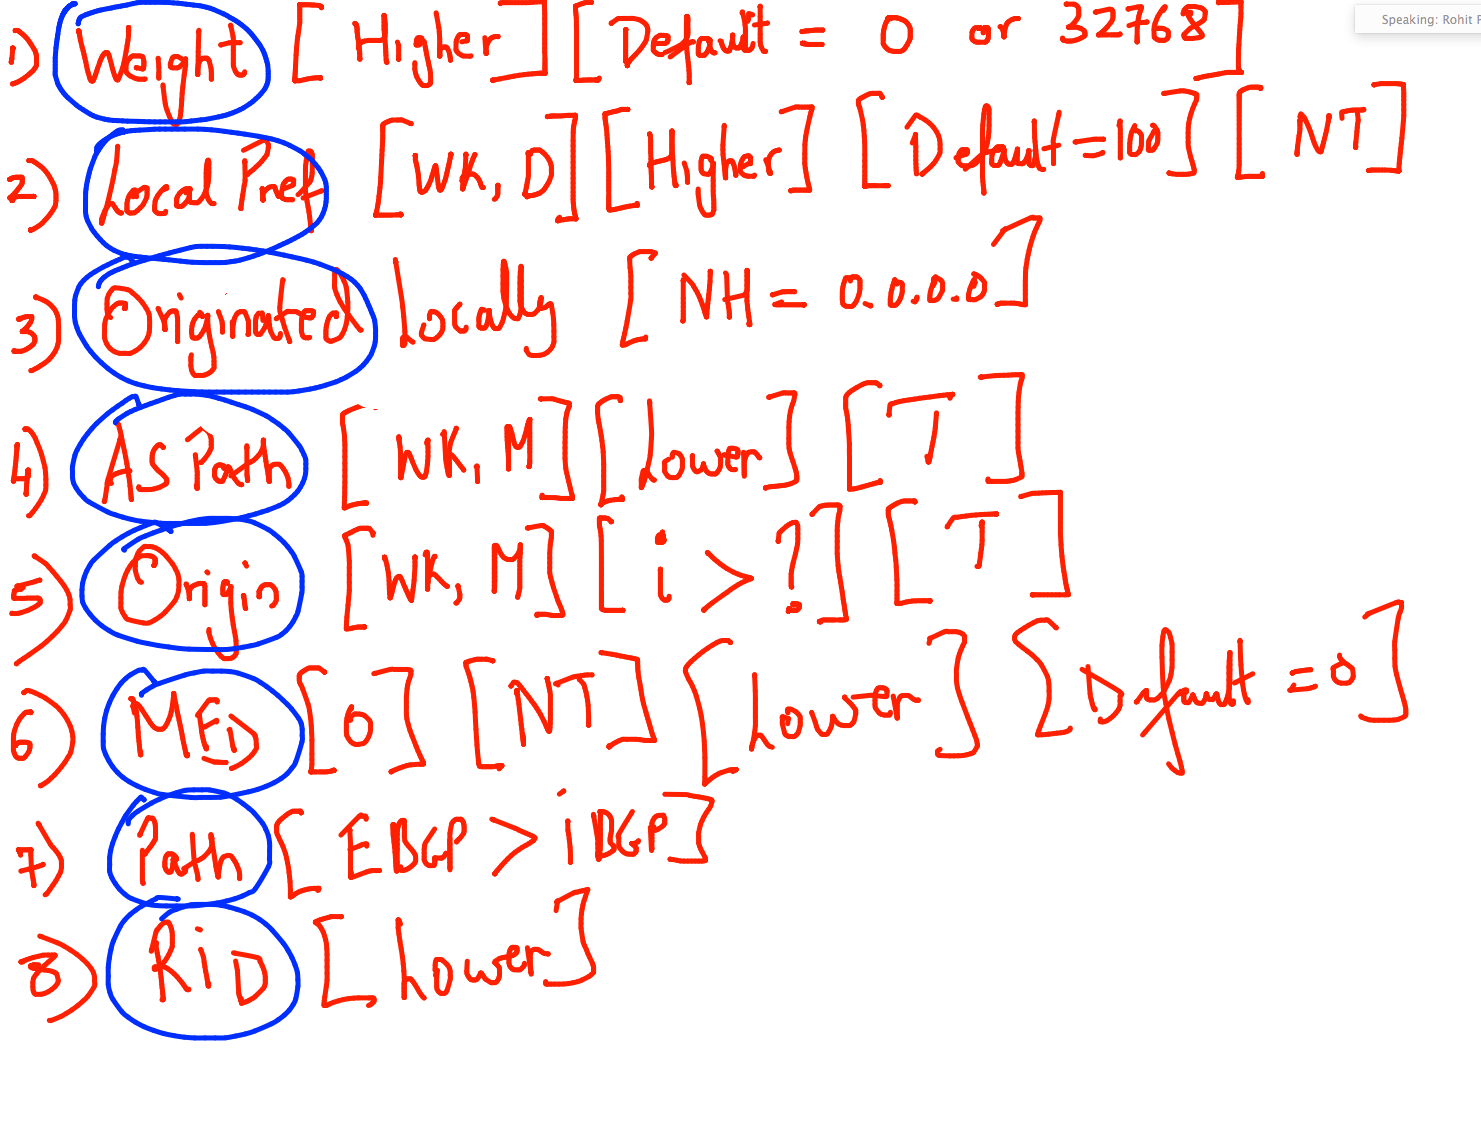 Speaking: Rohit
1) Weight [Higher] [Default = 0 or 32768]
2) Local Pref [WK, D] [Higher] [Default = 100] [NT]
3) Originated Locally [NH = 0.0.0.0]
4) AS Path [WK, M] [Lower] [T]
5) Origin [WK, M] [i > ?] [T]
6) MED [O] [NT] [Lower] [Default = 0]
7) Path [EBGP > iBGP]
8) RiD [Lower]